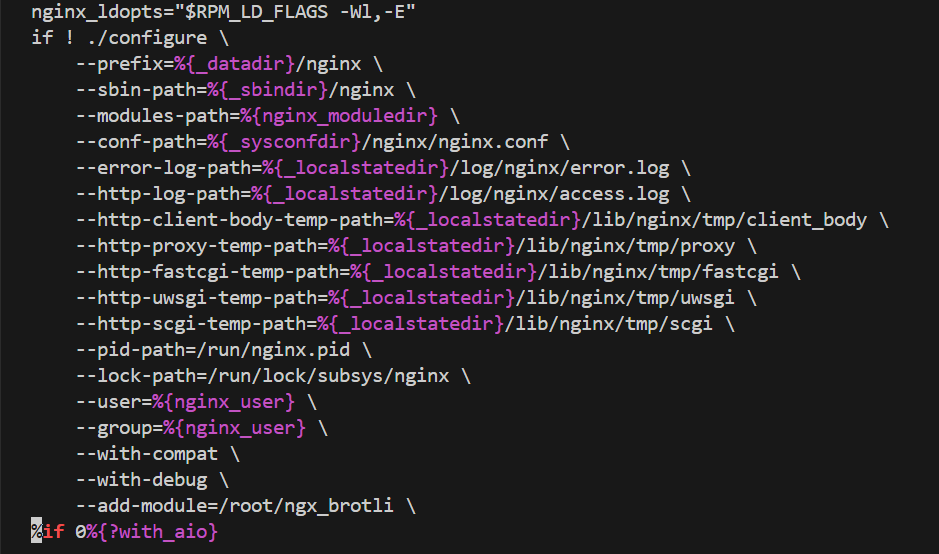 nginx_ldopts="$RPM_LD_FLAGS -Wl,-E"
if ! ./configure \
    --prefix=%{_datadir}/nginx \
    --sbin-path=%{_sbindir}/nginx \
    --modules-path=%{nginx_moduledir} \
    --conf-path=%{_sysconfdir}/nginx/nginx.conf \
    --error-log-path=%{_localstatedir}/log/nginx/error.log \
    --http-log-path=%{_localstatedir}/log/nginx/access.log \
    --http-client-body-temp-path=%{_localstatedir}/lib/nginx/tmp/client_body \
    --http-proxy-temp-path=%{_localstatedir}/lib/nginx/tmp/proxy \
    --http-fastcgi-temp-path=%{_localstatedir}/lib/nginx/tmp/fastcgi \
    --http-uwsgi-temp-path=%{_localstatedir}/lib/nginx/tmp/uwsgi \
    --http-scgi-temp-path=%{_localstatedir}/lib/nginx/tmp/scgi \
    --pid-path=/run/nginx.pid \
    --lock-path=/run/lock/subsys/nginx \
    --user=%{nginx_user} \
    --group=%{nginx_user} \
    --with-compat \
    --with-debug \
    --add-module=/root/ngx_brotli \
%if 0%{?with_aio}